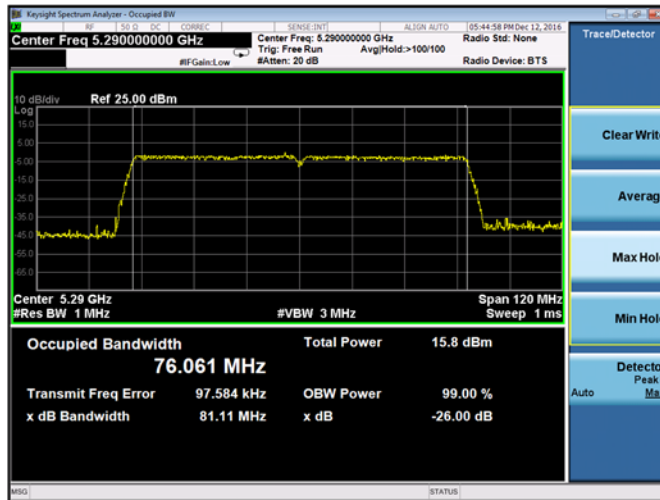 Keysight Spectrum Analyzer - Occupied BW
RF 50 Ω DC CORREC SENSE:INT ALIGN AUTO 05:44:58 PM Dec 12, 2016
Center Freq 5.290000000 GHz
Center Freq: 5.290000000 GHz
Radio Std: None
Trig: Free Run Avg|Hold:>100/100
#IFGain:Low
#Atten: 20 dB
Radio Device: BTS
10 dB/div Ref 25.00 dBm
Log
15.0
5.00
-5.00
-15.0
-25.0
-35.0
-45.0
-55.0
-65.0
Center 5.29 GHz Span 120 MHz
#Res BW 1 MHz #VBW 3 MHz Sweep 1 ms
Occupied Bandwidth Total Power 15.8 dBm
76.061 MHz
Transmit Freq Error 97.584 kHz OBW Power 99.00 %
x dB Bandwidth 81.11 MHz x dB -26.00 dB
MSG STATUS
Trace/Detector
Clear Write
Averag
Max Hol
Min Hol
Detecto
Peak
Auto Ma